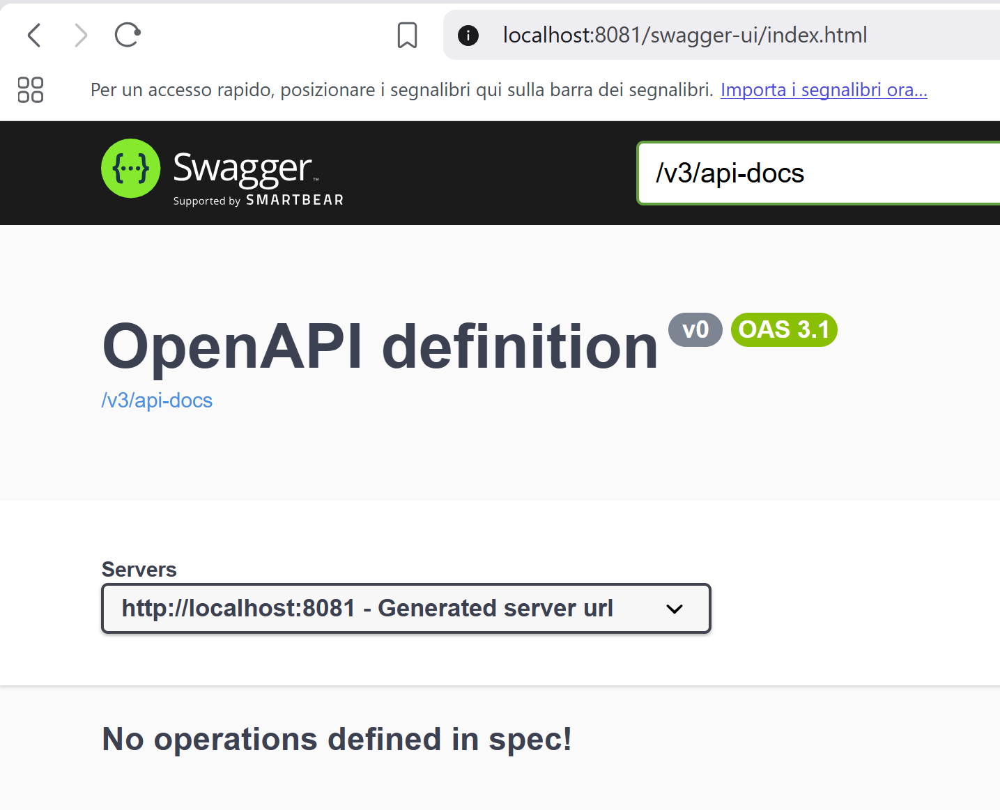 localhost:8081/swagger-ui/index.html
Per un accesso rapido, posizionare i segnalibri qui sulla barra dei segnalibri. Importa i segnalibri ora...
{···} Swagger™
Supported by SMARTBEAR
/v3/api-docs
OpenAPI definition v0 OAS 3.1
/v3/api-docs
Servers
http://localhost:8081 - Generated server url
No operations defined in spec!